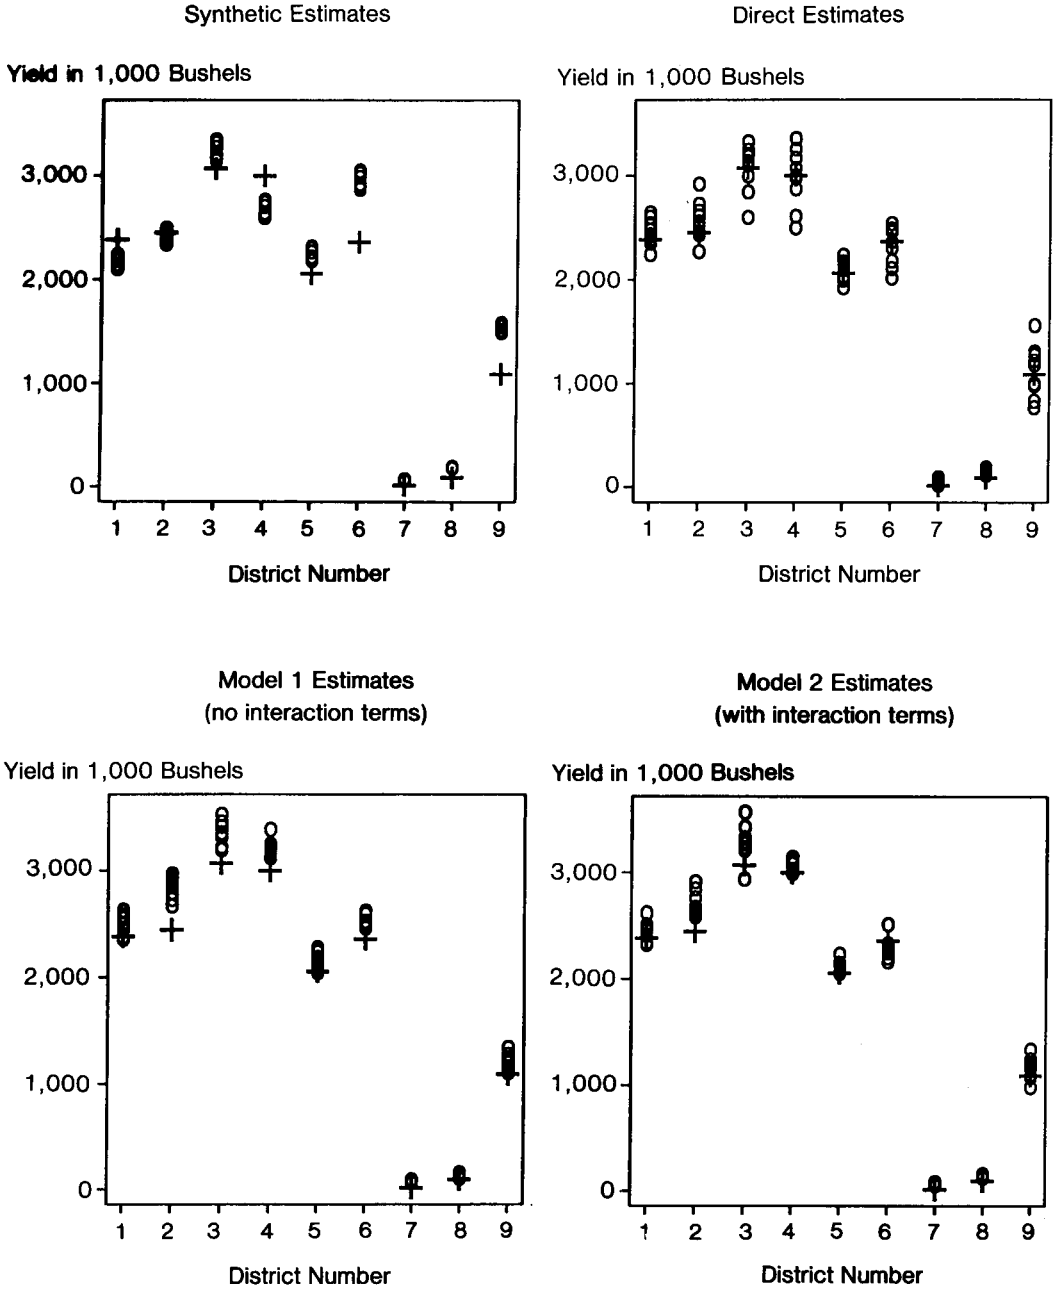 Synthetic Estimates
Yield in 1,000 Bushels
3,000
2,000
1,000
0
1 2 3 4 5 6 7 8 9
District Number
Direct Estimates
Yield in 1,000 Bushels
3,000
2,000
1,000
0
1 2 3 4 5 6 7 8 9
District Number
Model 1 Estimates
(no interaction terms)
Yield in 1,000 Bushels
3,000
2,000
1,000
0
1 2 3 4 5 6 7 8 9
District Number
Model 2 Estimates
(with interaction terms)
Yield in 1,000 Bushels
3,000
2,000
1,000
0
1 2 3 4 5 6 7 8 9
District Number